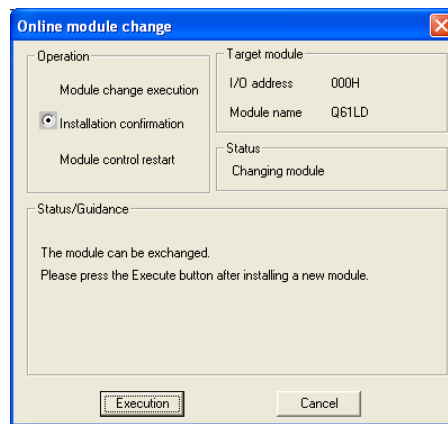 Online module change
Operation
Module change execution
Installation confirmation
Module control restart
Target module
I/O address 000H
Module name Q61LD
Status
Changing module
Status/Guidance
The module can be exchanged.
Please press the Execute button after installing a new module.
Execution
Cancel